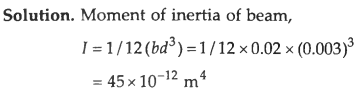 Solution. Moment of inertia of beam,
I = 1/12 (bd³) = 1/12 × 0.02 × (0.003)³
= 45 × 10⁻¹² m⁴